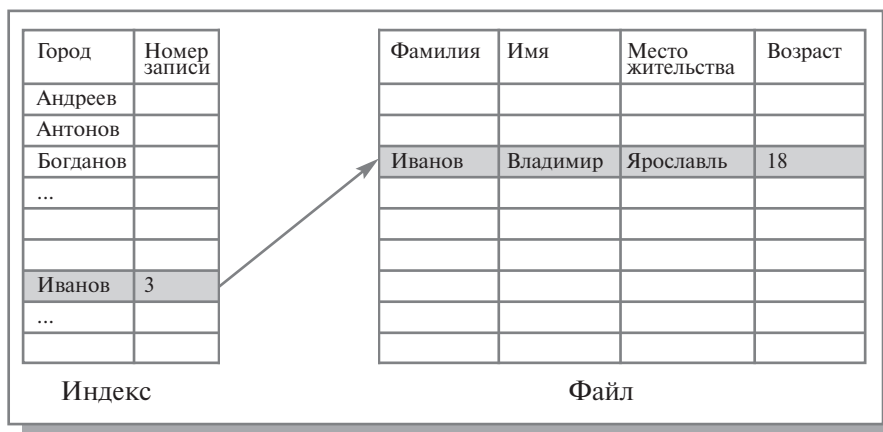 Город
Номер
записи
Андреев
Антонов
Богданов
...
Иванов 3
...
Индекс
Фамилия Имя Место Возраст
жительства
Иванов Владимир Ярославль 18
Файл